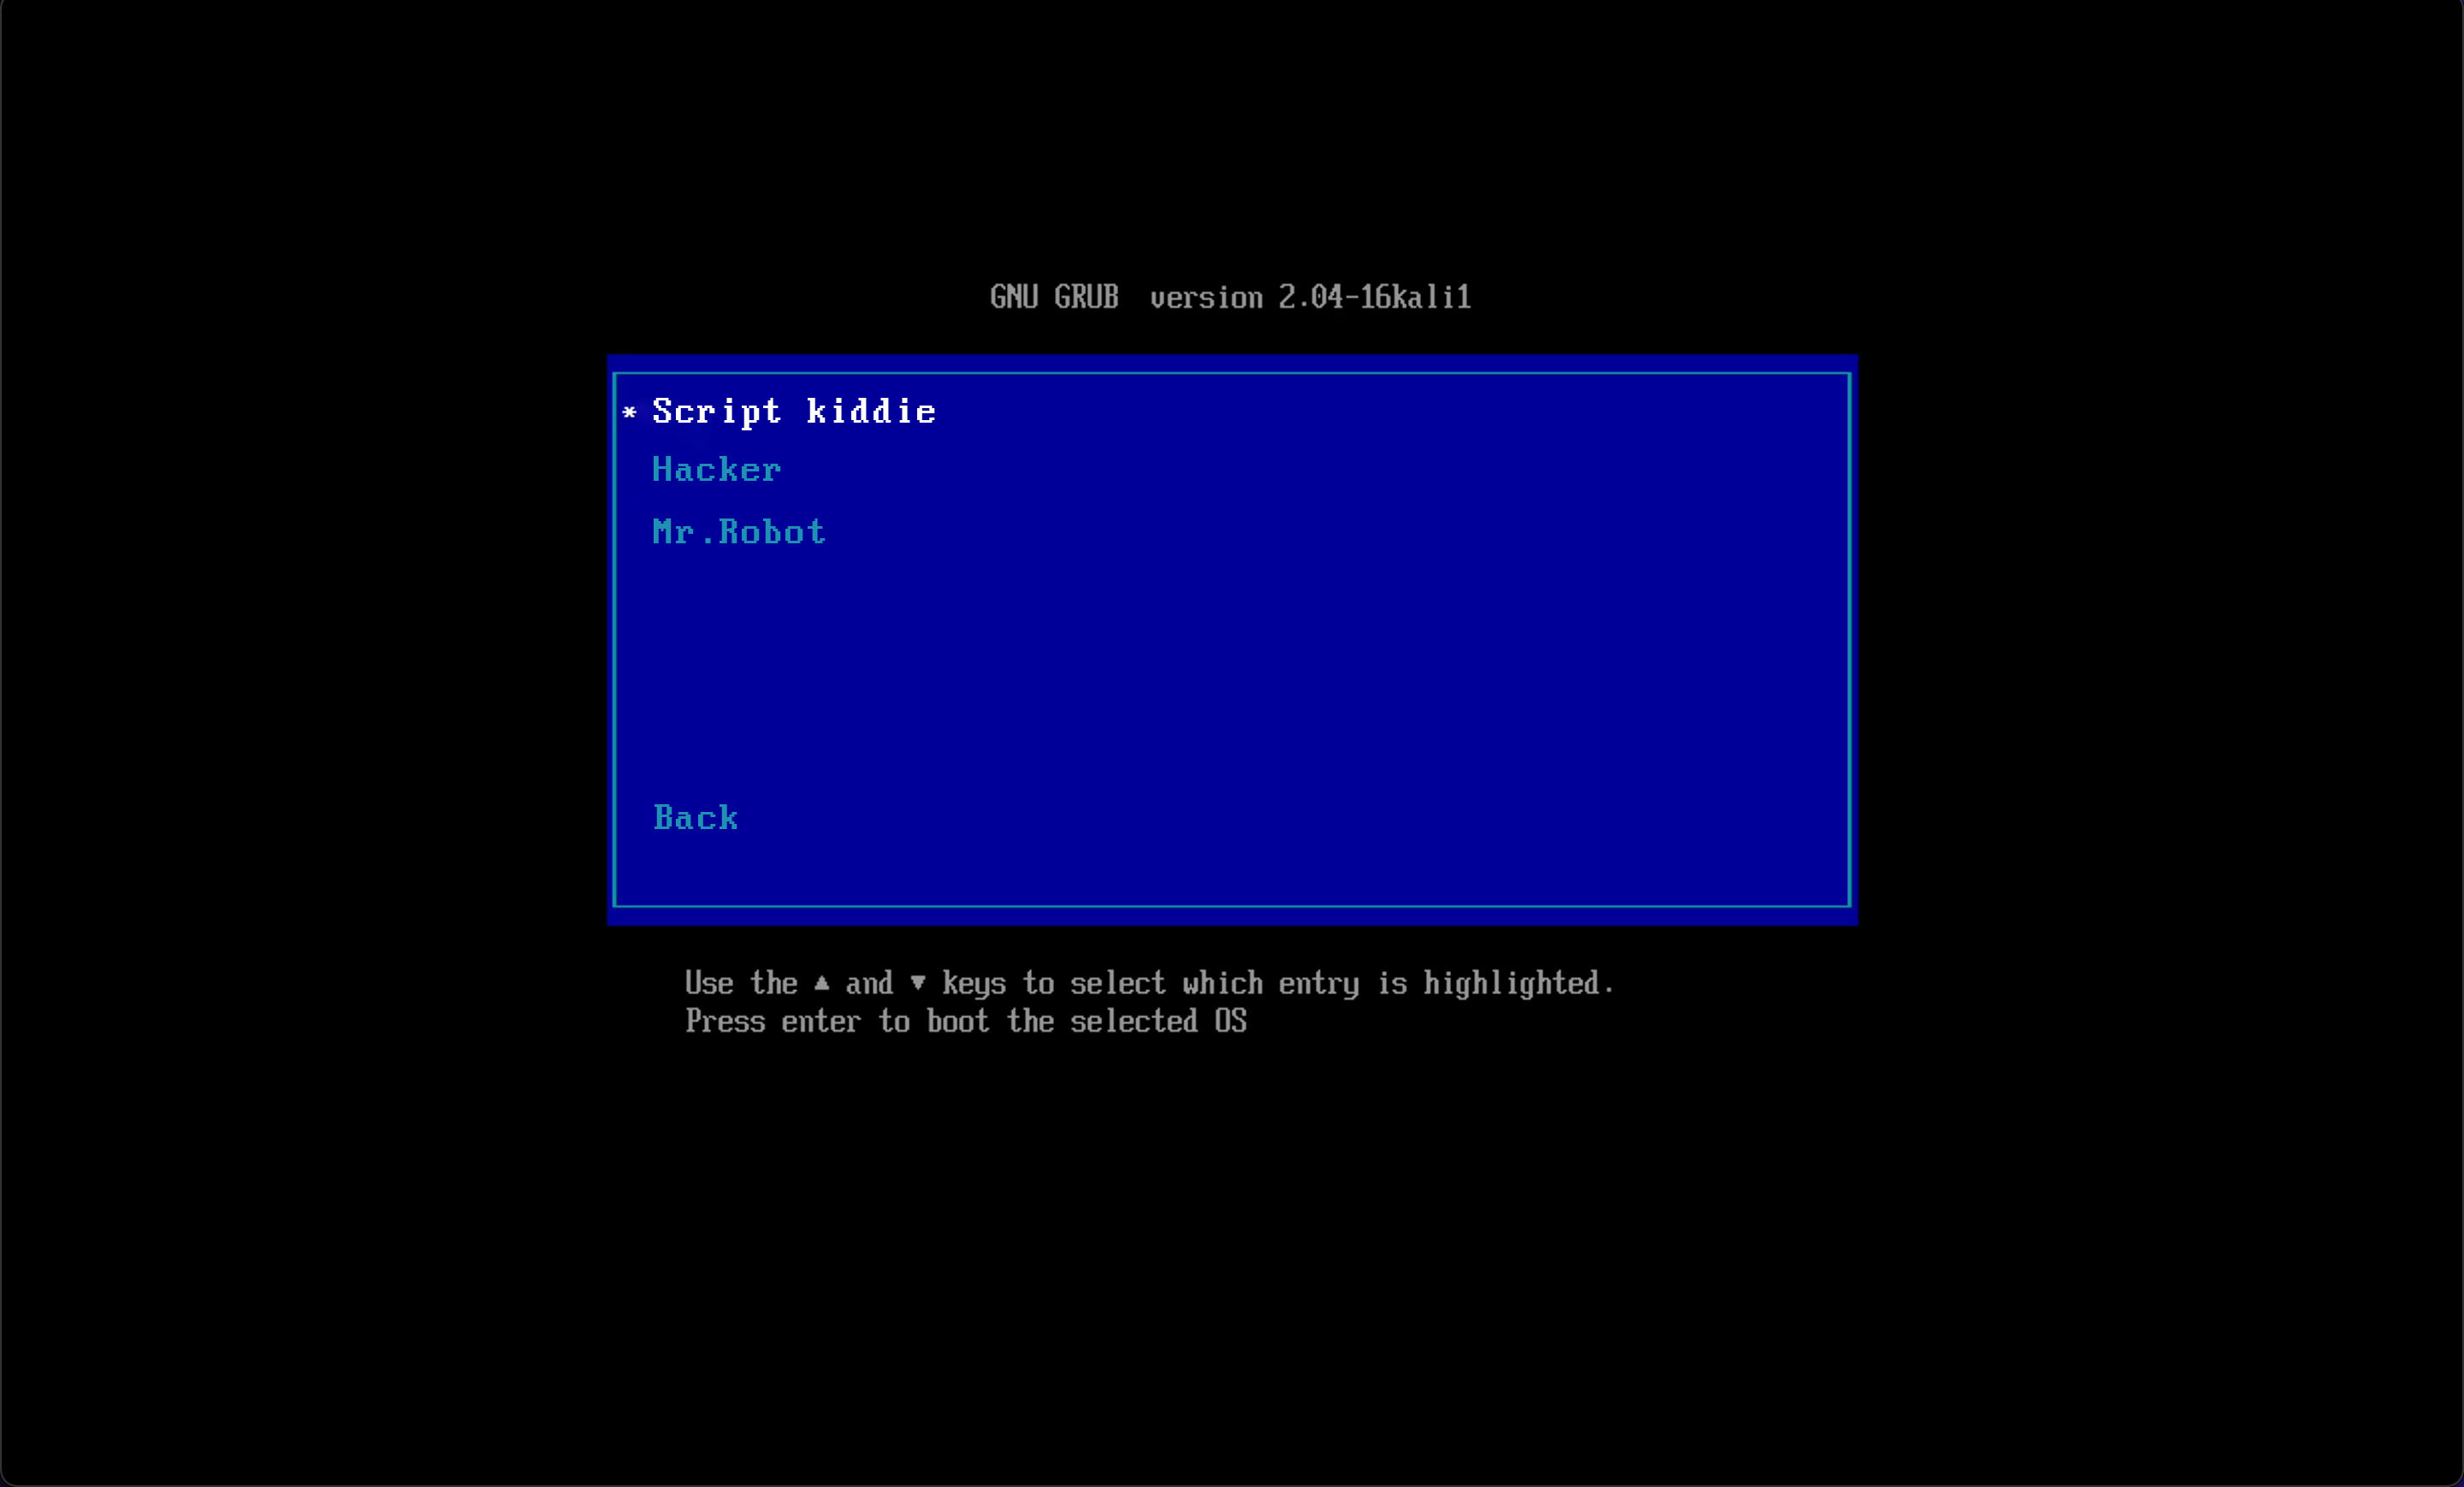 GNU GRUB  version 2.04-16kali1
* Script kiddie
Hacker
Mr.Robot
Back
Use the ▲ and ▼ keys to select which entry is highlighted.
Press enter to boot the selected OS